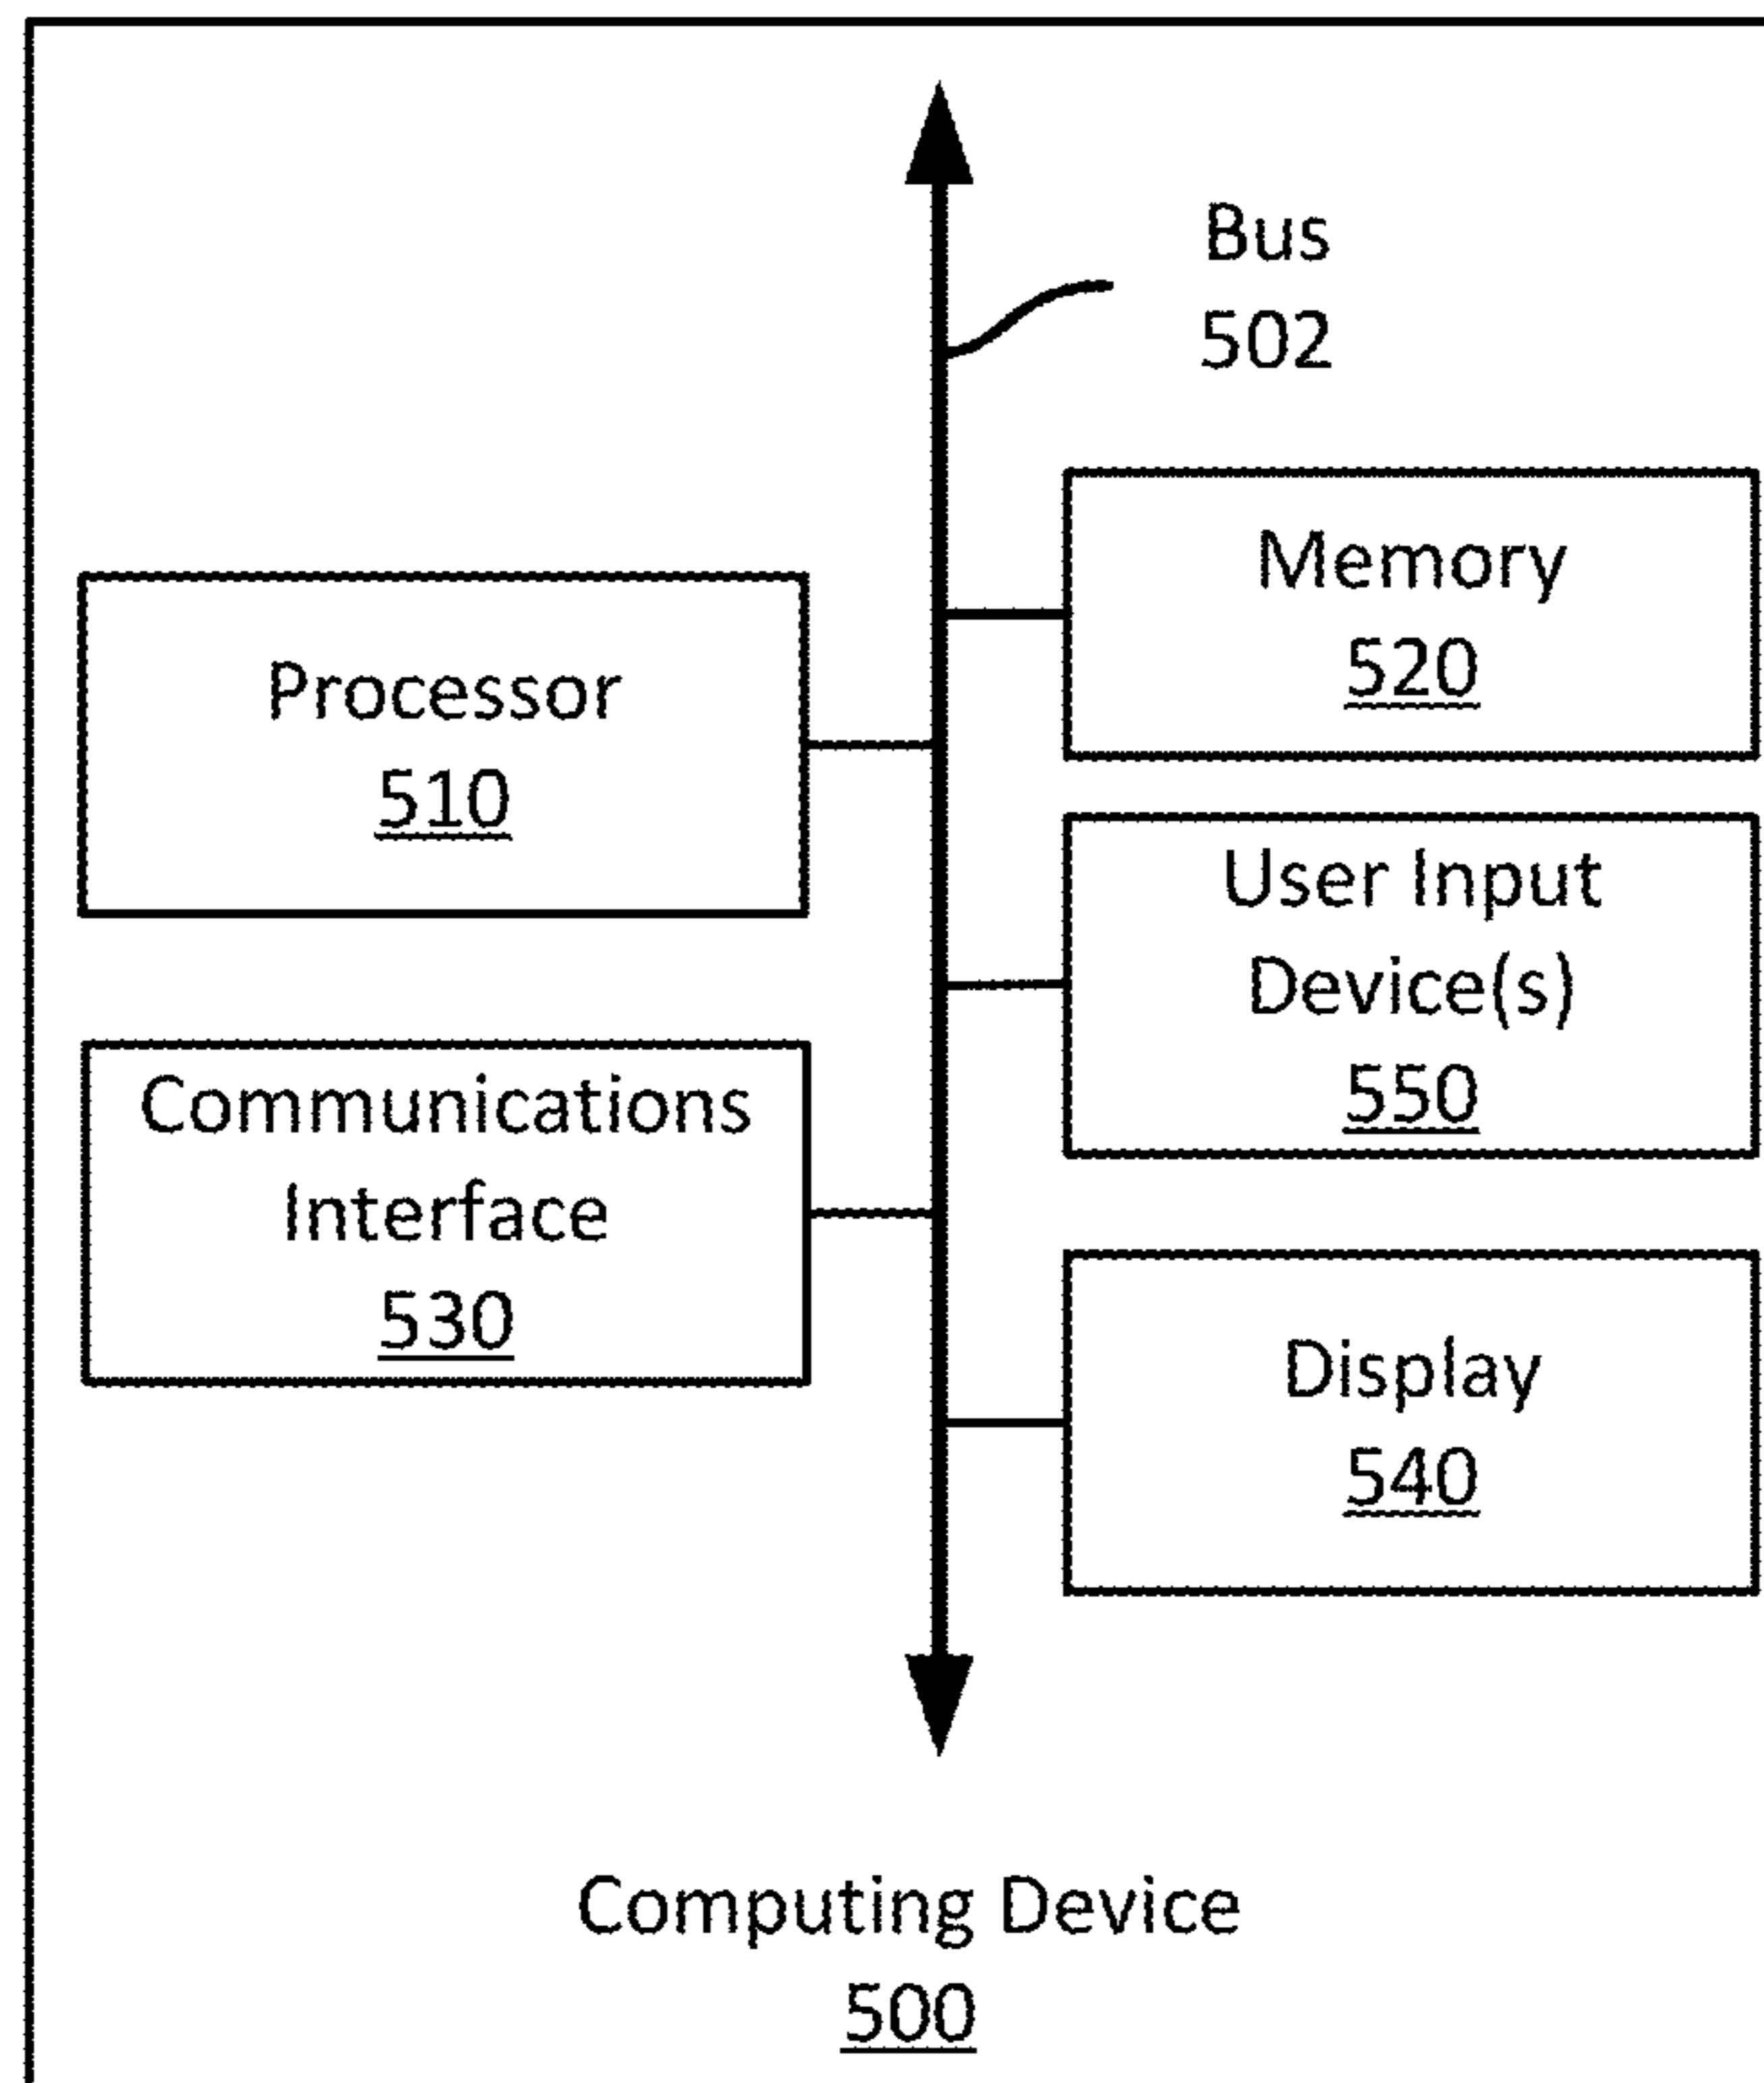 Bus
502
Memory
520
Processor
510
User Input
Device(s)
550
Communications
Interface
530
Display
540
Computing Device
500